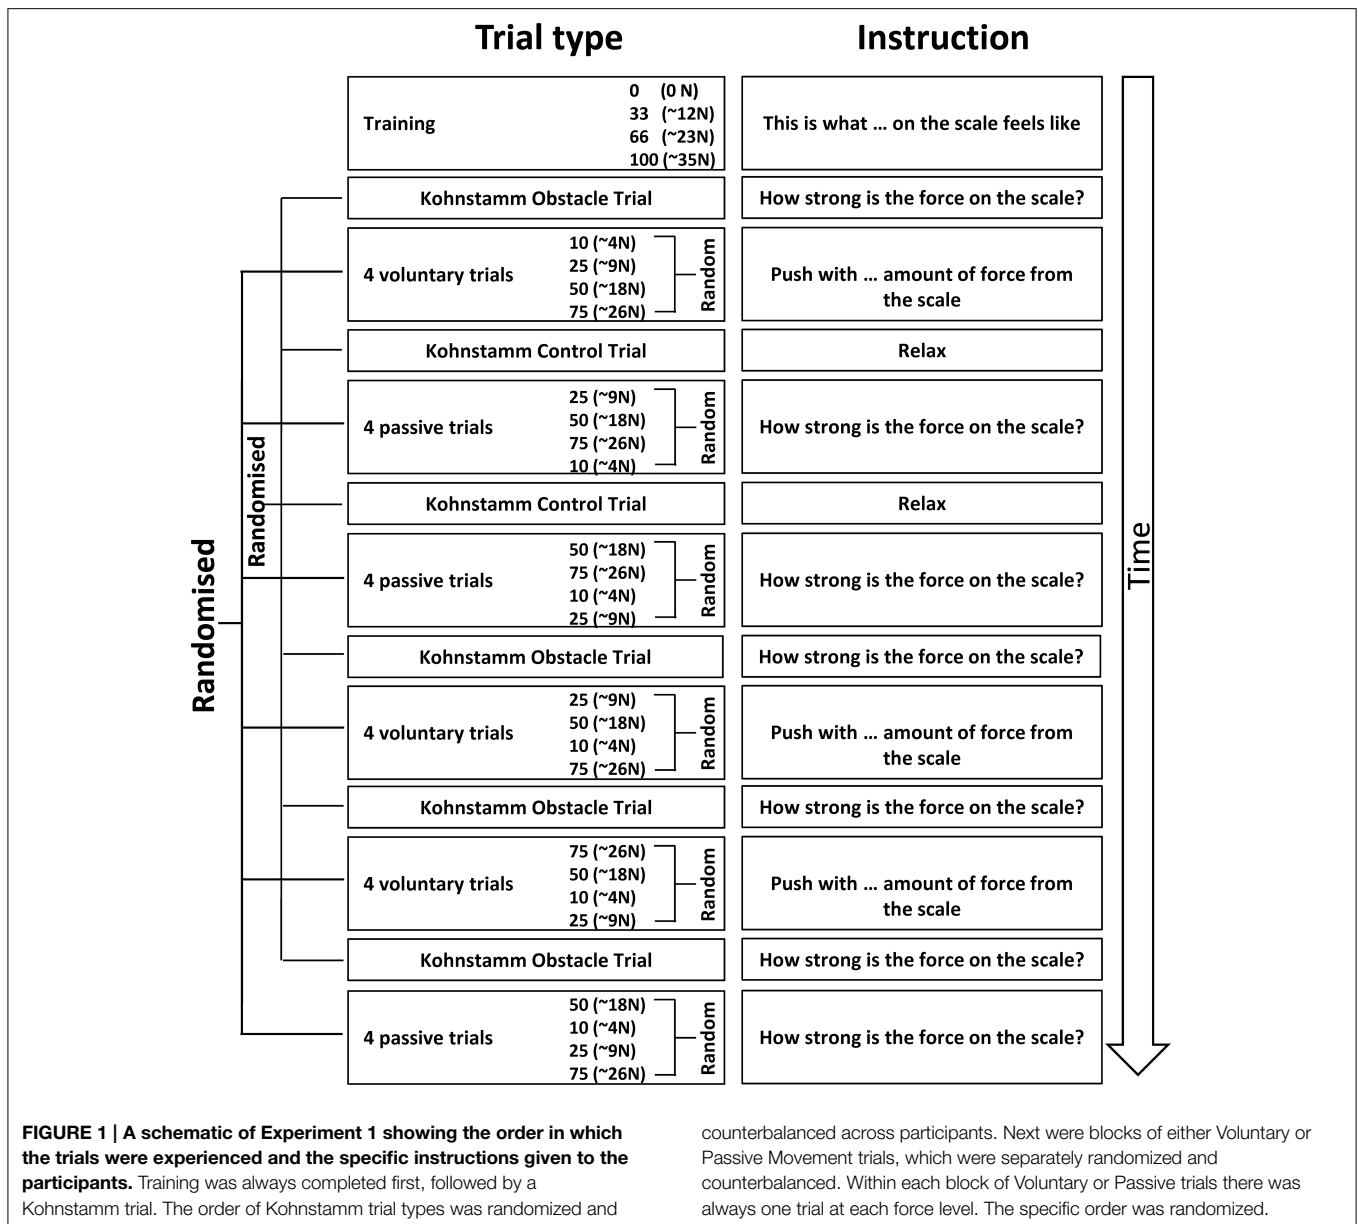 Trial type
Instruction
Training
0 (0 N)
33 (~12N)
66 (~23N)
100 (~35N)
This is what ... on the scale feels like
Kohnstamm Obstacle Trial
How strong is the force on the scale?
4 voluntary trials
10 (~4N)
25 (~9N)
50 (~18N)
75 (~26N)
Random
Push with ... amount of force from
the scale
Kohnstamm Control Trial
Relax
4 passive trials
25 (~9N)
50 (~18N)
75 (~26N)
10 (~4N)
Random
How strong is the force on the scale?
Kohnstamm Control Trial
Relax
4 passive trials
50 (~18N)
75 (~26N)
10 (~4N)
25 (~9N)
Random
How strong is the force on the scale?
Kohnstamm Obstacle Trial
How strong is the force on the scale?
4 voluntary trials
25 (~9N)
50 (~18N)
10 (~4N)
75 (~26N)
Random
Push with ... amount of force from
the scale
Kohnstamm Obstacle Trial
How strong is the force on the scale?
4 voluntary trials
75 (~26N)
50 (~18N)
10 (~4N)
25 (~9N)
Random
Push with ... amount of force from
the scale
Kohnstamm Obstacle Trial
How strong is the force on the scale?
4 passive trials
50 (~18N)
10 (~4N)
25 (~9N)
75 (~26N)
Random
How strong is the force on the scale?
Randomised
Randomised
Time
FIGURE 1 | A schematic of Experiment 1 showing the order in which
the trials were experienced and the specific instructions given to the
participants. Training was always completed first, followed by a
Kohnstamm trial. The order of Kohnstamm trial types was randomized and
counterbalanced across participants. Next were blocks of either Voluntary or
Passive Movement trials, which were separately randomized and
counterbalanced. Within each block of Voluntary or Passive trials there was
always one trial at each force level. The specific order was randomized.